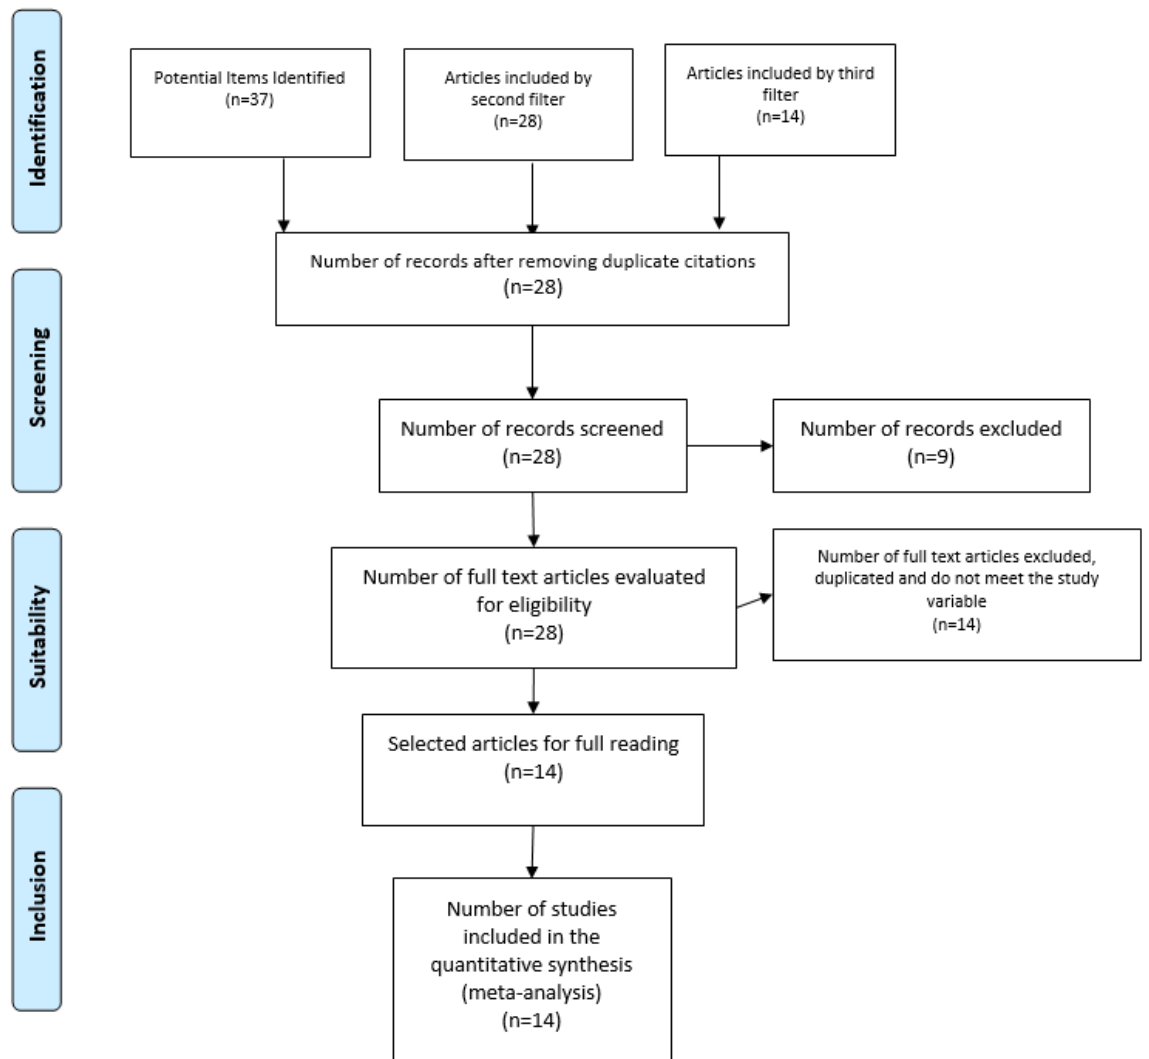 Identification
Potential Items Identified
(n=37)
Articles included by
second filter
(n=28)
Articles included by third
filter
(n=14)
Number of records after removing duplicate citations
(n=28)
Screening
Number of records screened
(n=28)
Number of records excluded
(n=9)
Suitability
Number of full text articles evaluated
for eligibility
(n=28)
Number of full text articles excluded,
duplicated and do not meet the study
variable
(n=14)
Selected articles for full reading
(n=14)
Inclusion
Number of studies
included in the
quantitative synthesis
(meta-analysis)
(n=14)